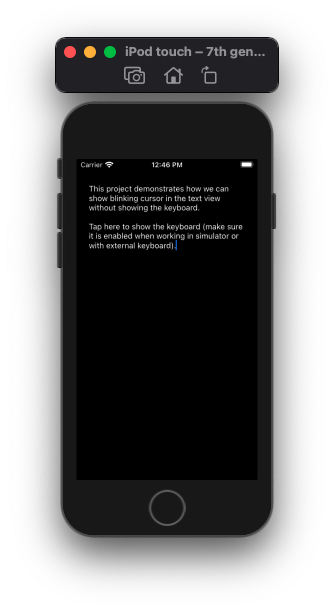 iPod touch – 7th gen...
Carrier
12:46 PM
This project demonstrates how we can
show blinking cursor in the text view
without showing the keyboard.
Tap here to show the keyboard (make sure
it is enabled when working in simulator or
with external keyboard).